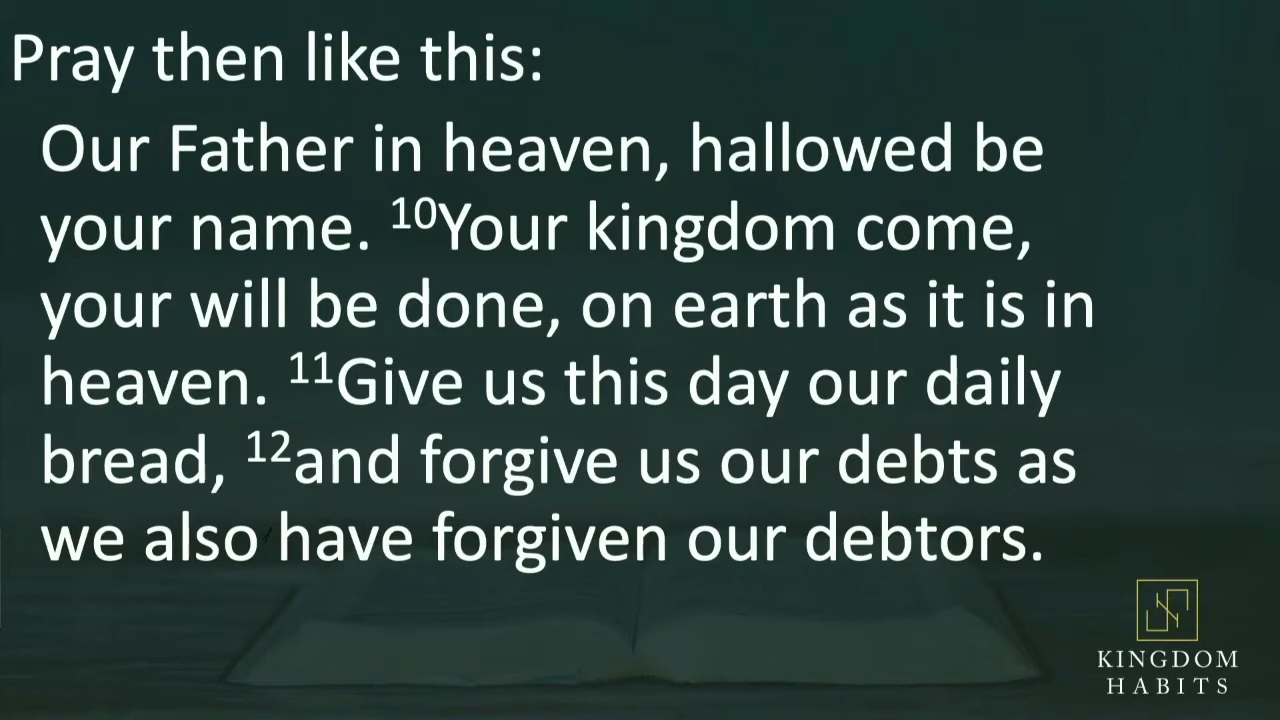 Pray then like this:
Our Father in heaven, hallowed be
your name. ¹⁰Your kingdom come,
your will be done, on earth as it is in
heaven. ¹¹Give us this day our daily
bread, ¹²and forgive us our debts as
we also have forgiven our debtors.
KINGDOM
HABITS